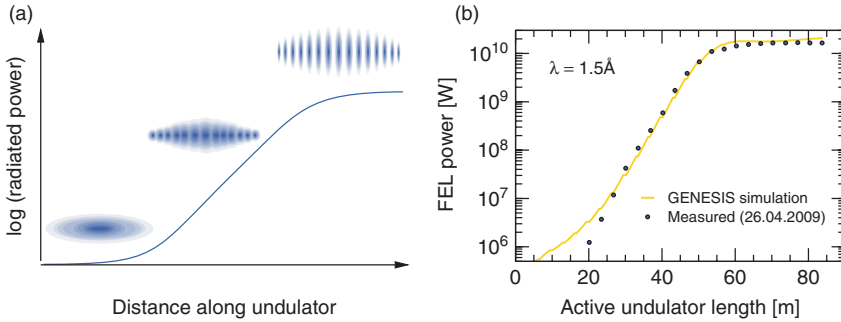 (a)
log (radiated power)
Distance along undulator
(b)
λ = 1.5Å
FEL power [W]
10¹⁰
10⁹
10⁸
10⁷
10⁶
GENESIS simulation
Measured (26.04.2009)
0 20 40 60 80 100
Active undulator length [m]